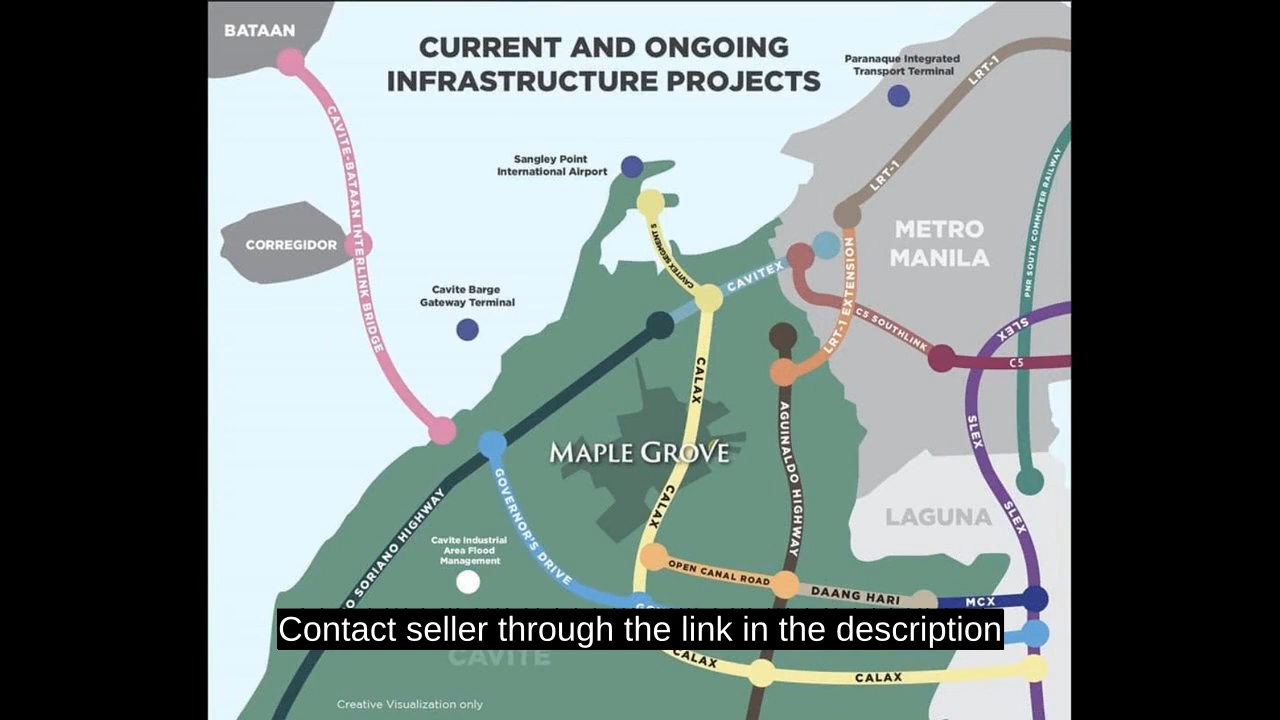 BATAAN
CURRENT AND ONGOING
INFRASTRUCTURE PROJECTS
Paranaque Integrated
Transport Terminal
LRT-1
CAVITE-BATAAN INTERLINK BRIDGE
Sangley Point
International Airport
LRT-1
PNR SOUTH COMMUTER RAILWAY
CORREGIDOR
CAVITEX SEGMENT 5
METRO
MANILA
CAVITEX
LRT-1 EXTENSION
Cavite Barge
Gateway Terminal
C5 SOUTHLINK
SLEX
C5
CALAX
AGUINALDO HIGHWAY
SLEX
MAPLE GROVE
GOVERNOR'S DRIVE
CALAX
SORIANO HIGHWAY
LAGUNA
SLEX
Cavite Industrial
Area Flood
Management
OPEN CANAL ROAD
DAANG HARI
MCX
Contact seller through the link in the description
CAVITE
CALAX
CALAX
Creative Visualization only